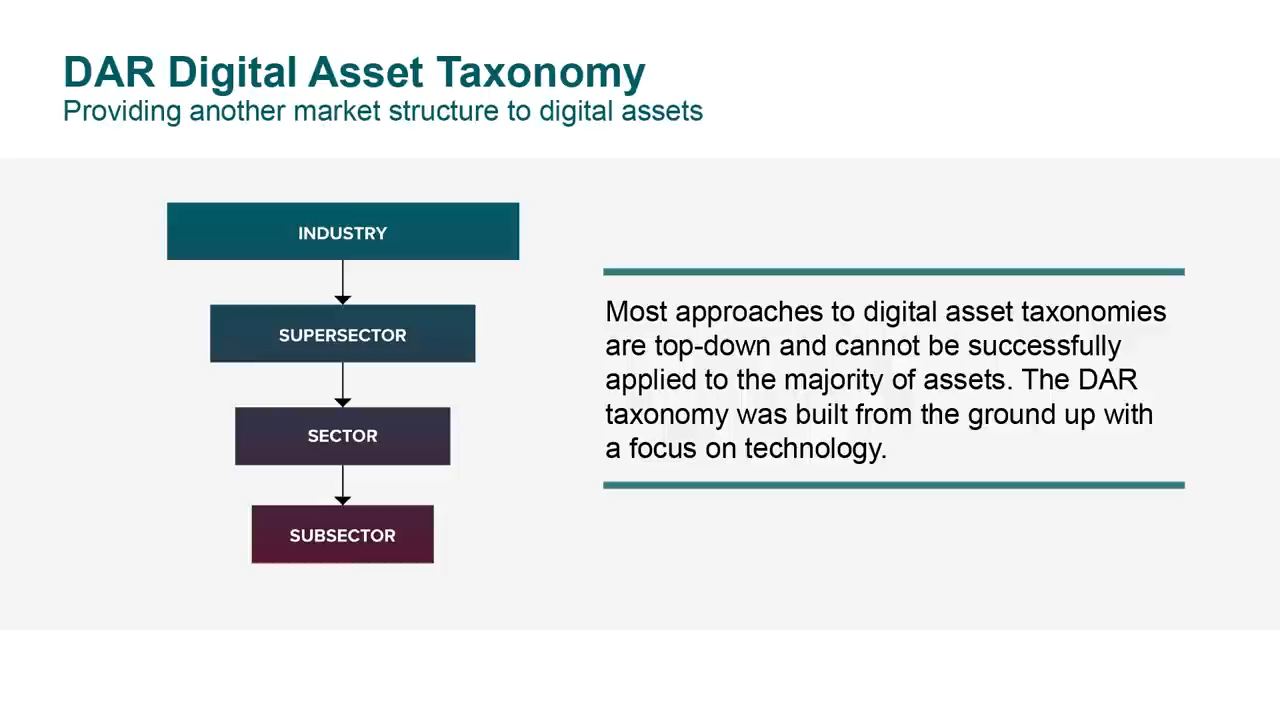 DAR Digital Asset Taxonomy
Providing another market structure to digital assets
INDUSTRY
SUPERSECTOR
SECTOR
SUBSECTOR
Most approaches to digital asset taxonomies
are top-down and cannot be successfully
applied to the majority of assets. The DAR
taxonomy was built from the ground up with
a focus on technology.